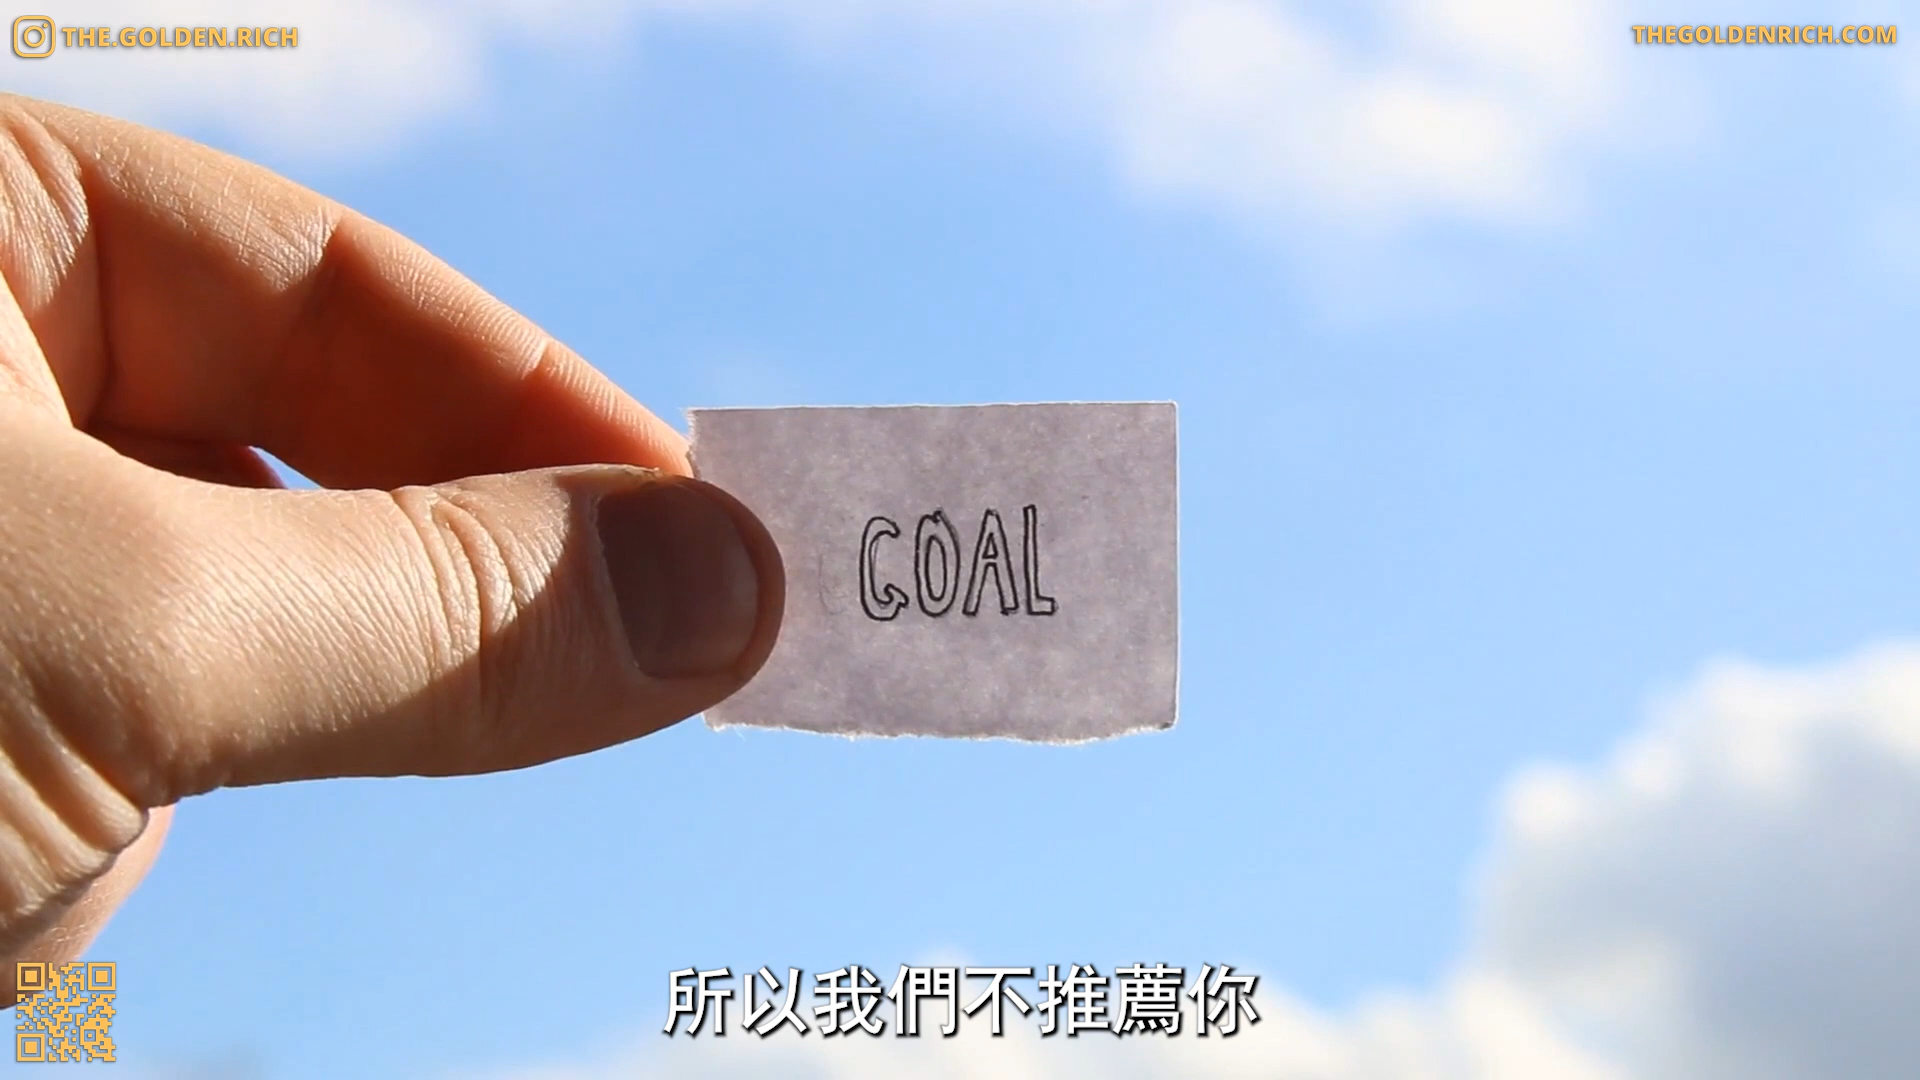 THE.GOLDEN.RICH
THEGOLDENRICH.COM
GOAL
所以我們不推薦你